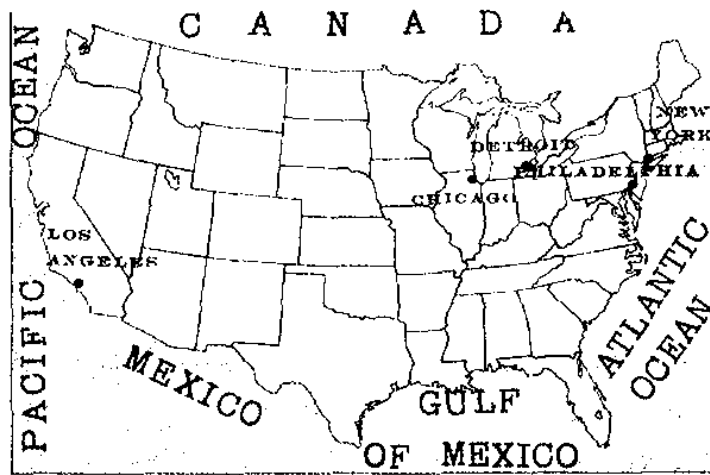 CANADA
PACIFIC OCEAN
NEW
YORK
DETROIT
PHILADELPHIA
CHICAGO
LOS
ANGELES
ATLANTIC
OCEAN
MEXICO
GULF
OF MEXICO